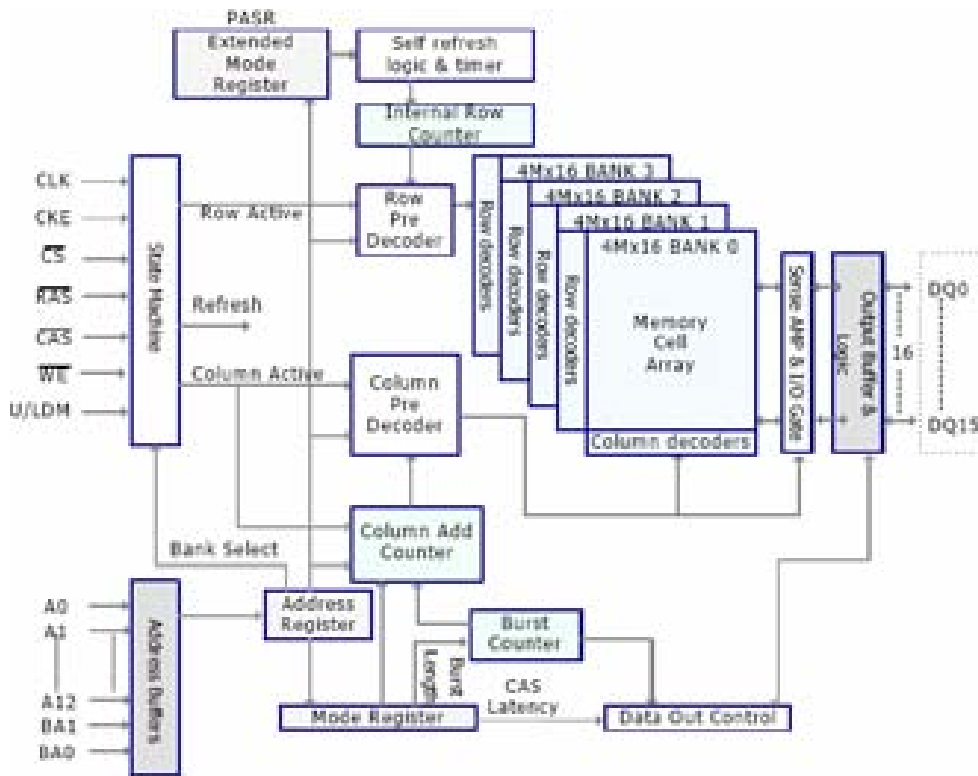 PASR
Extended
Mode
Register
Self refresh
logic & timer
Internal Row
Counter
CLK
CKE
CS
RAS
CAS
WE
U/LDM
State Machine
Row Active
Refresh
Column Active
Row
Pre
Decoder
Column
Pre
Decoder
Row decoders
Row decoders
Row decoders
Row decoders
4Mx16 BANK 3
4Mx16 BANK 2
4Mx16 BANK 1
4Mx16 BANK 0
Memory
Cell
Array
Column decoders
Sense AMP & I/O Gate
Output Buffer &
Logic
DQ0
16
DQ15
Column Add
Counter
Bank Select
Address
Register
A0
A1
A12
BA1
BA0
Address Buffers
Burst
Counter
Burst
Length
CAS
Latency
Mode Register
Data Out Control